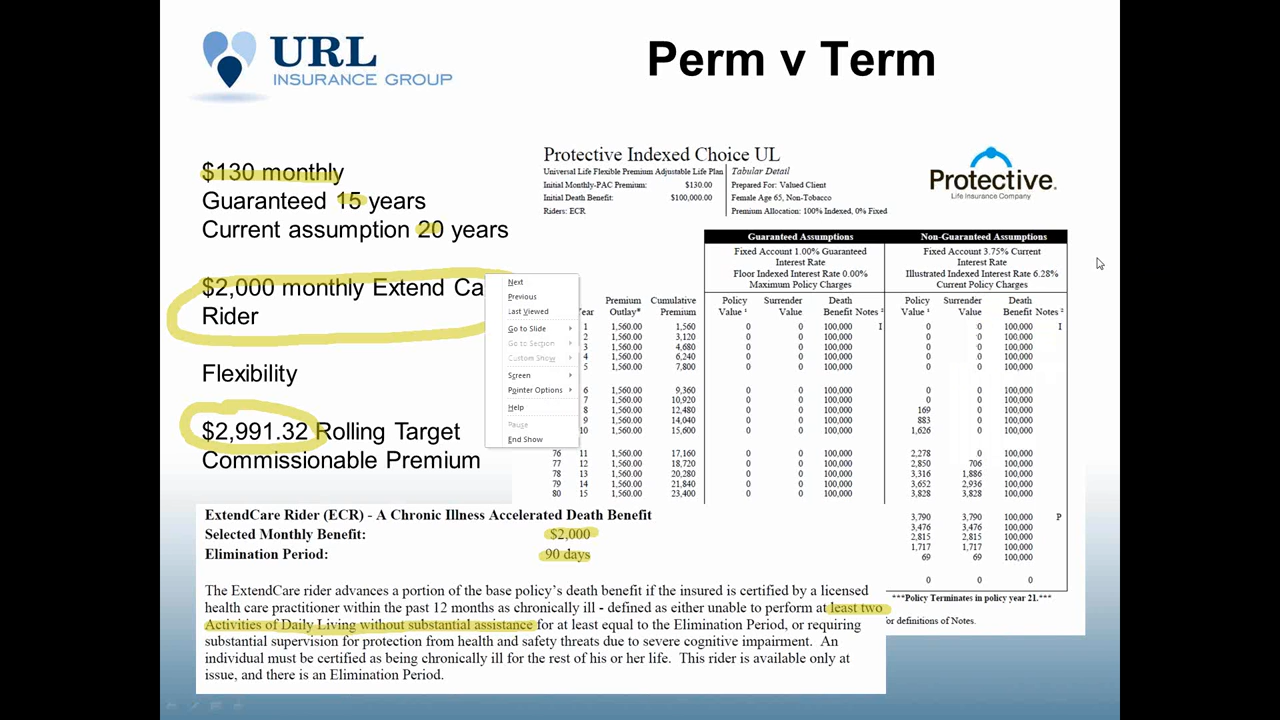 URL
INSURANCE GROUP
Perm v Term
$130 monthly
Guaranteed 15 years
Current assumption 20 years
$2,000 monthly Extend Ca
Rider
Flexibility
$2,991.32 Rolling Target
Commissionable Premium
Next
Previous
Last Viewed
Go to Slide
Go to Section
Custom Show
Screen
Pointer Options
Help
Pause
End Show
Protective Indexed Choice UL
Universal Life Flexible Premium Adjustable Life Plan
Initial Monthly-PAC Premium: $130.00
Initial Death Benefit: $100,000.00
Riders: ECR
Tabular Detail
Prepared For: Valued Client
Female Age 65, Non-Tobacco
Premium Allocation: 100% Indexed, 0% Fixed
Protective.
Life Insurance Company
Guaranteed Assumptions Non-Guaranteed Assumptions
Fixed Account 1.00% Guaranteed Fixed Account 3.75% Current
Interest Rate Interest Rate
Floor Indexed Interest Rate 0.00% Illustrated Indexed Interest Rate 6.28%
Maximum Policy Charges Current Policy Charges
Premium Cumulative Policy Surrender Death Policy Surrender Death
Year Outlay* Premium Value ¹ Value Benefit Notes ² Value ¹ Value Benefit Notes ²
1 1,560.00 1,560 0 0 100,000 I 0 0 100,000 I
2 1,560.00 3,120 0 0 100,000 0 0 100,000
3 1,560.00 4,680 0 0 100,000 0 0 100,000
4 1,560.00 6,240 0 0 100,000 0 0 100,000
5 1,560.00 7,800 0 0 100,000 0 0 100,000
6 1,560.00 9,360 0 0 100,000 0 0 100,000
7 1,560.00 10,920 0 0 100,000 0 0 100,000
8 1,560.00 12,480 0 0 100,000 169 0 100,000
9 1,560.00 14,040 0 0 100,000 883 0 100,000
10 1,560.00 15,600 0 0 100,000 1,626 0 100,000
76 11 1,560.00 17,160 0 0 100,000 2,278 0 100,000
77 12 1,560.00 18,720 0 0 100,000 2,850 706 100,000
78 13 1,560.00 20,280 0 0 100,000 3,316 1,886 100,000
79 14 1,560.00 21,840 0 0 100,000 3,652 2,936 100,000
80 15 1,560.00 23,400 0 0 100,000 3,828 3,828 100,000
3,790 3,790 100,000 P
3,476 3,476 100,000
2,815 2,815 100,000
1,717 1,717 100,000
69 69 100,000
0 0 0
***Policy Terminates in policy year 21.***
for definitions of Notes.
ExtendCare Rider (ECR) - A Chronic Illness Accelerated Death Benefit
Selected Monthly Benefit: $2,000
Elimination Period: 90 days
The ExtendCare rider advances a portion of the base policy's death benefit if the insured is certified by a licensed
health care practitioner within the past 12 months as chronically ill - defined as either unable to perform at least two
Activities of Daily Living without substantial assistance for at least equal to the Elimination Period, or requiring
substantial supervision for protection from health and safety threats due to severe cognitive impairment. An
individual must be certified as being chronically ill for the rest of his or her life. This rider is available only at
issue, and there is an Elimination Period.